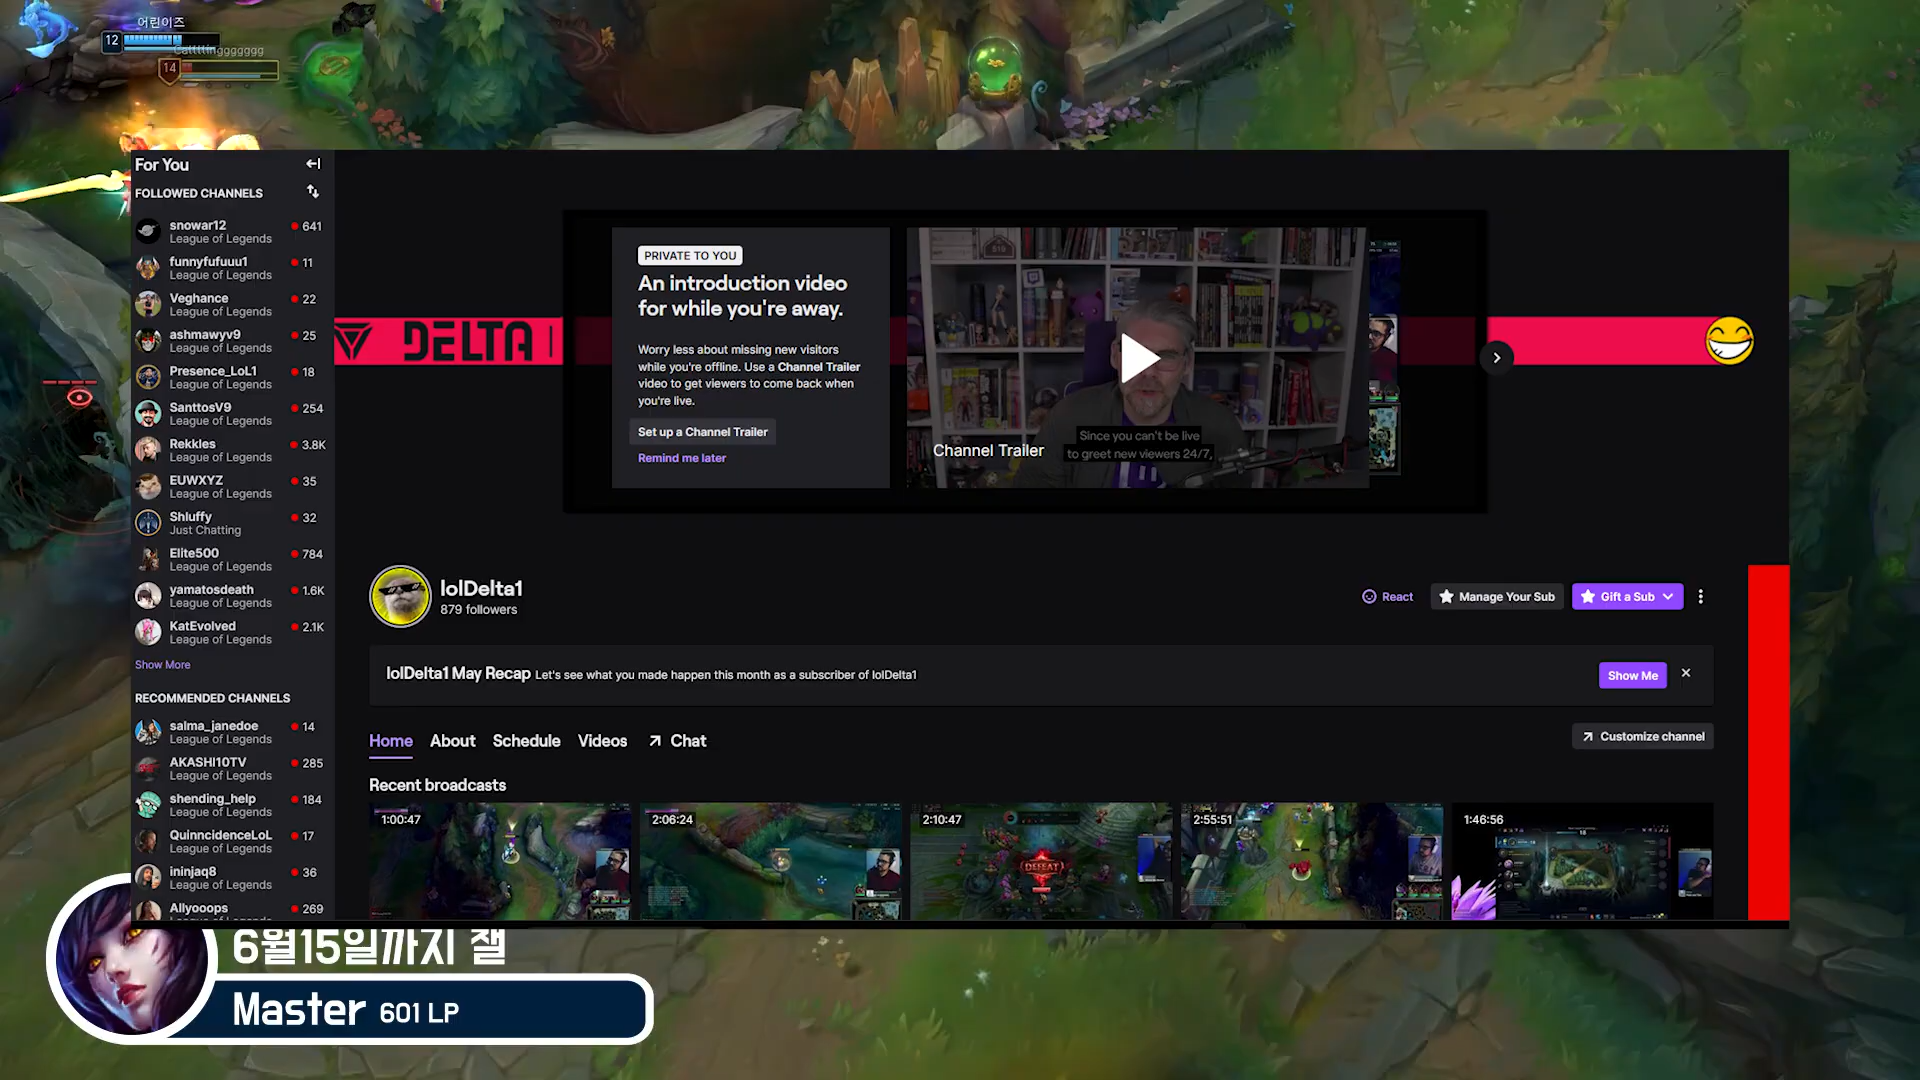 어린이즈
12
Catttttinggggggg
14
For You
FOLLOWED CHANNELS
snowar12
641
League of Legends
funnyfufuuu1
11
League of Legends
Veghance
22
League of Legends
ashmawyv9
25
League of Legends
Presence_LoL1
18
League of Legends
SanttosV9
254
League of Legends
Rekkles
3.8K
League of Legends
EUWXYZ
35
League of Legends
Shluffy
32
Just Chatting
Elite500
784
League of Legends
yamatosdeath
1.6K
League of Legends
KatEvolved
2.1K
League of Legends
Show More
RECOMMENDED CHANNELS
salma_janedoe
14
League of Legends
AKASHI10TV
285
League of Legends
shending_help
184
League of Legends
QuinncidenceLoL
17
League of Legends
ininjaq8
36
League of Legends
Allyooops
269
DELTA
PRIVATE TO YOU
An introduction video
for while you're away.
Worry less about missing new visitors
while you're offline. Use a Channel Trailer
video to get viewers to come back when
you're live.
Set up a Channel Trailer
Remind me later
Channel Trailer
Since you can't be live
to greet new viewers 24/7,
lolDelta1
879 followers
React
Manage Your Sub
Gift a Sub
lolDelta1 May Recap Let's see what you made happen this month as a subscriber of lolDelta1
Show Me
Home
About
Schedule
Videos
Chat
Customize channel
Recent broadcasts
1:00:47
2:06:24
2:10:47
2:55:51
1:46:56
DEFEAT
6월15일까지 챌
Master 601 LP